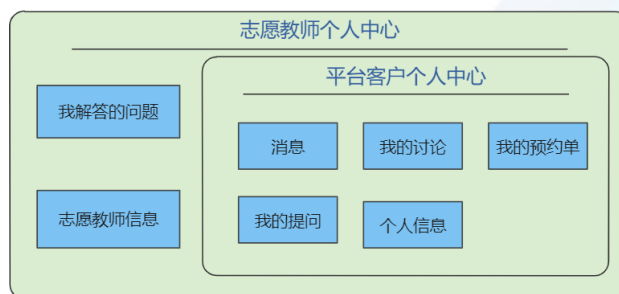 志愿教师个人中心
平台客户个人中心
我解答的问题
消息
我的讨论
我的预约单
志愿教师信息
我的提问
个人信息